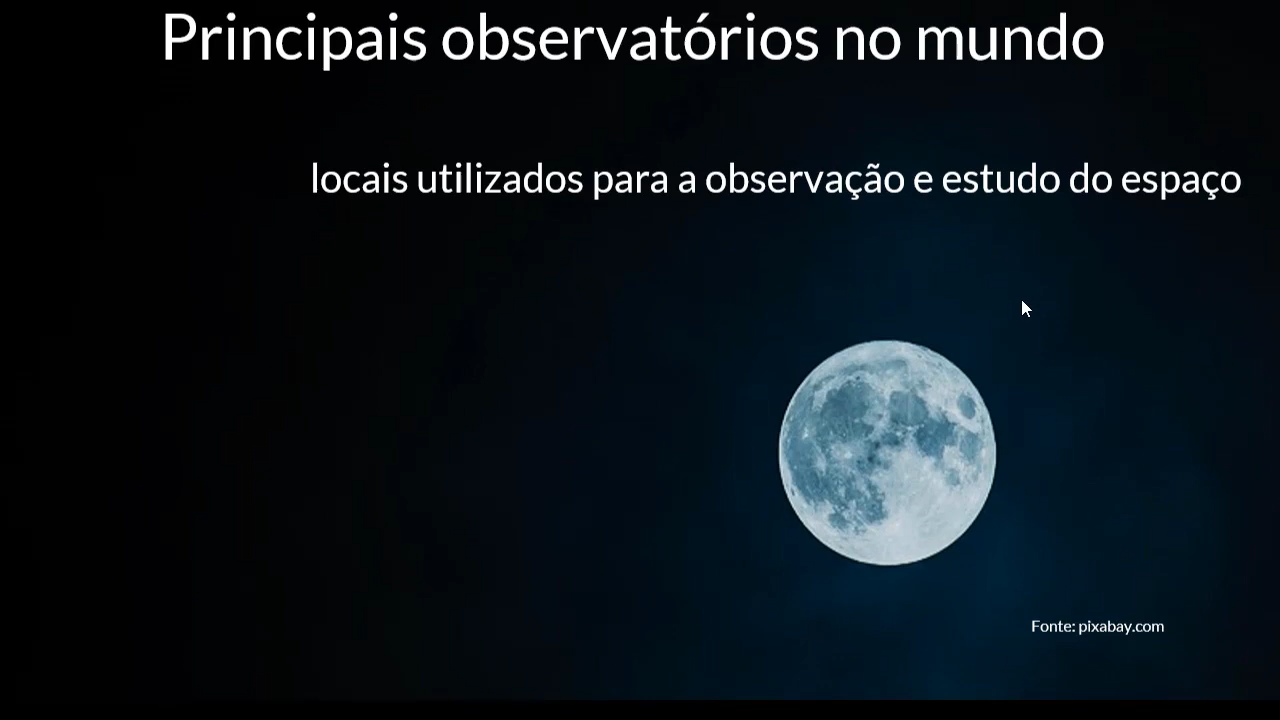 Principais observatórios no mundo
locais utilizados para a observação e estudo do espaço
Fonte: pixabay.com